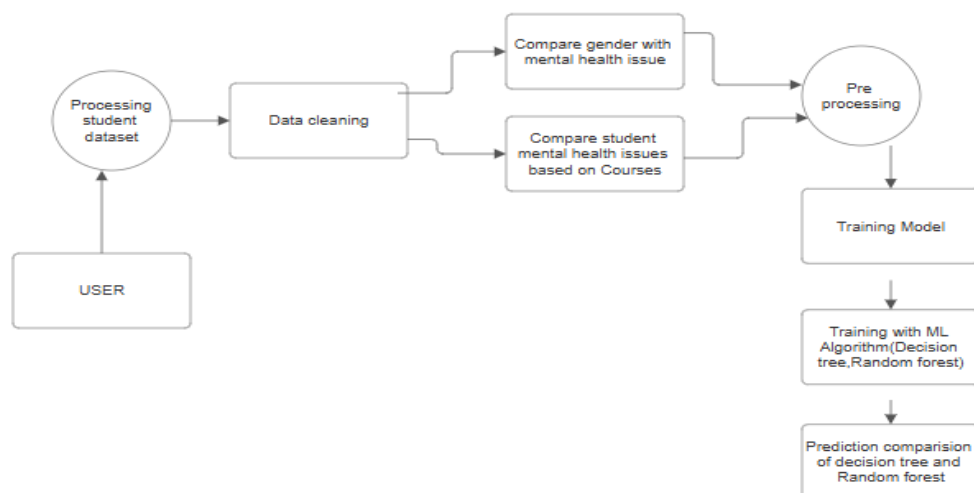 Processing
student
dataset
USER
Data cleaning
Compare gender with
mental health issue
Compare student
mental health issues
based on Courses
Pre
processing
Training Model
Training with ML
Algorithm(Decision
tree,Random forest)
Prediction comparision
of decision tree and
Random forest